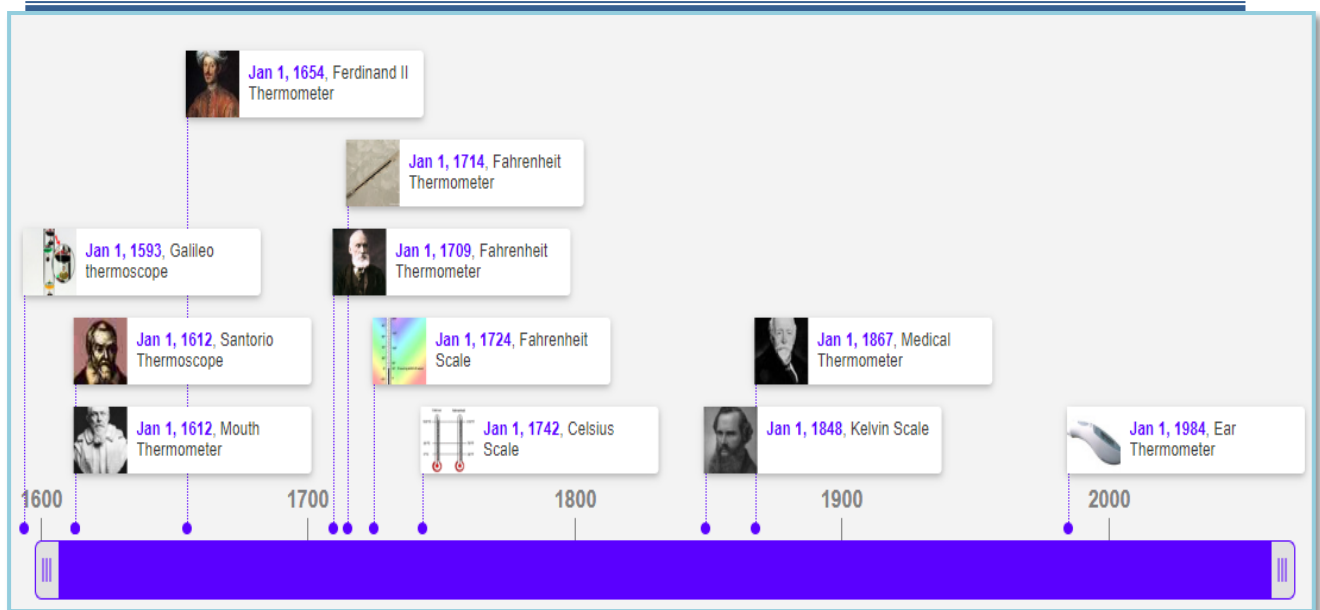 Jan 1, 1654, Ferdinand II
Thermometer
Jan 1, 1714, Fahrenheit
Thermometer
Jan 1, 1593, Galileo
thermoscope
Jan 1, 1709, Fahrenheit
Thermometer
Jan 1, 1612, Santorio
Thermoscope
Jan 1, 1724, Fahrenheit
Scale
Jan 1, 1867, Medical
Thermometer
Jan 1, 1612, Mouth
Thermometer
Jan 1, 1742, Celsius
Scale
Jan 1, 1848, Kelvin Scale
Jan 1, 1984, Ear
Thermometer
1600 1700 1800 1900 2000